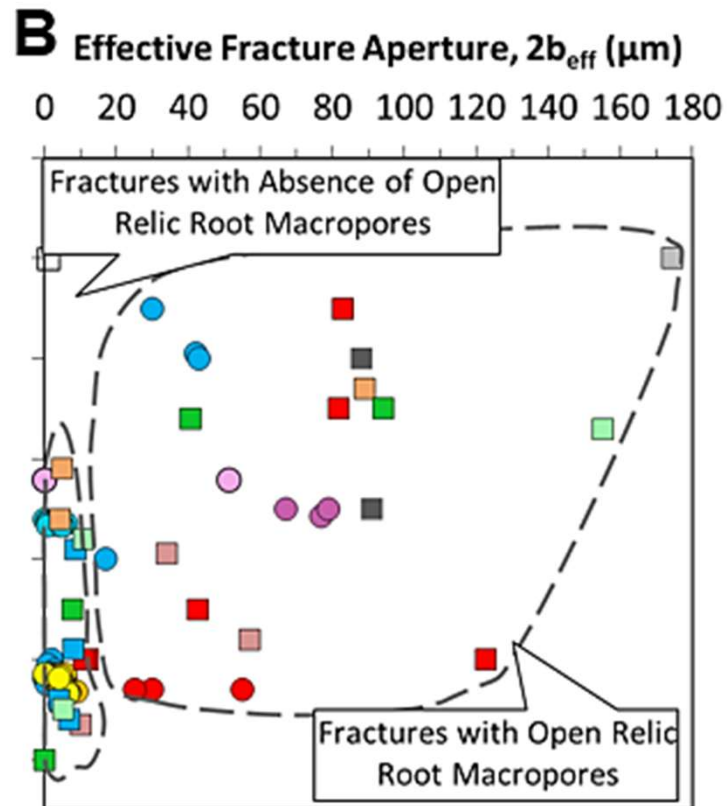 B Effective Fracture Aperture, 2b_eff (μm)
0 20 40 60 80 100 120 140 160 180
Fractures with Absence of Open
Relic Root Macropores
Fractures with Open Relic
Root Macropores